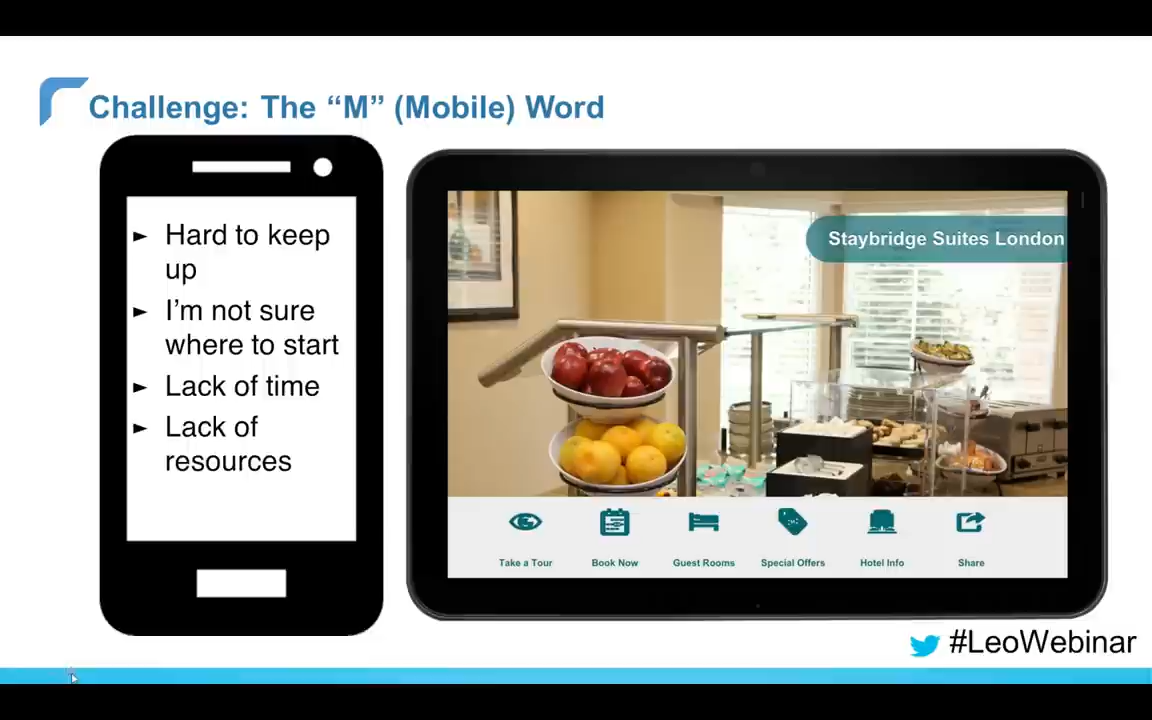 Challenge: The “M” (Mobile) Word
► Hard to keep
up
► I’m not sure
where to start
► Lack of time
► Lack of
resources
Staybridge Suites London
Take a Tour
Book Now
Guest Rooms
Special Offers
Hotel Info
Share
#LeoWebinar